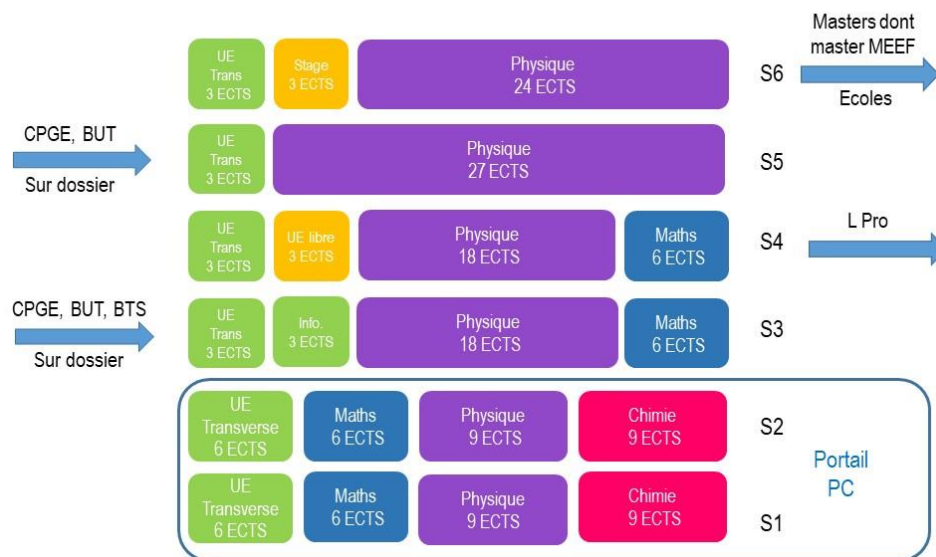 UE
Trans
3 ECTS
Stage
3 ECTS
Physique
24 ECTS
S6
Masters dont
master MEEF
Ecoles
CPGE, BUT
Sur dossier
UE
Trans
3 ECTS
Physique
27 ECTS
S5
UE
Trans
3 ECTS
UE libre
3 ECTS
Physique
18 ECTS
Maths
6 ECTS
S4
L Pro
CPGE, BUT, BTS
Sur dossier
UE
Trans
3 ECTS
Info.
3 ECTS
Physique
18 ECTS
Maths
6 ECTS
S3
UE
Transverse
6 ECTS
Maths
6 ECTS
Physique
9 ECTS
Chimie
9 ECTS
S2
Portail
PC
UE
Transverse
6 ECTS
Maths
6 ECTS
Physique
9 ECTS
Chimie
9 ECTS
S1